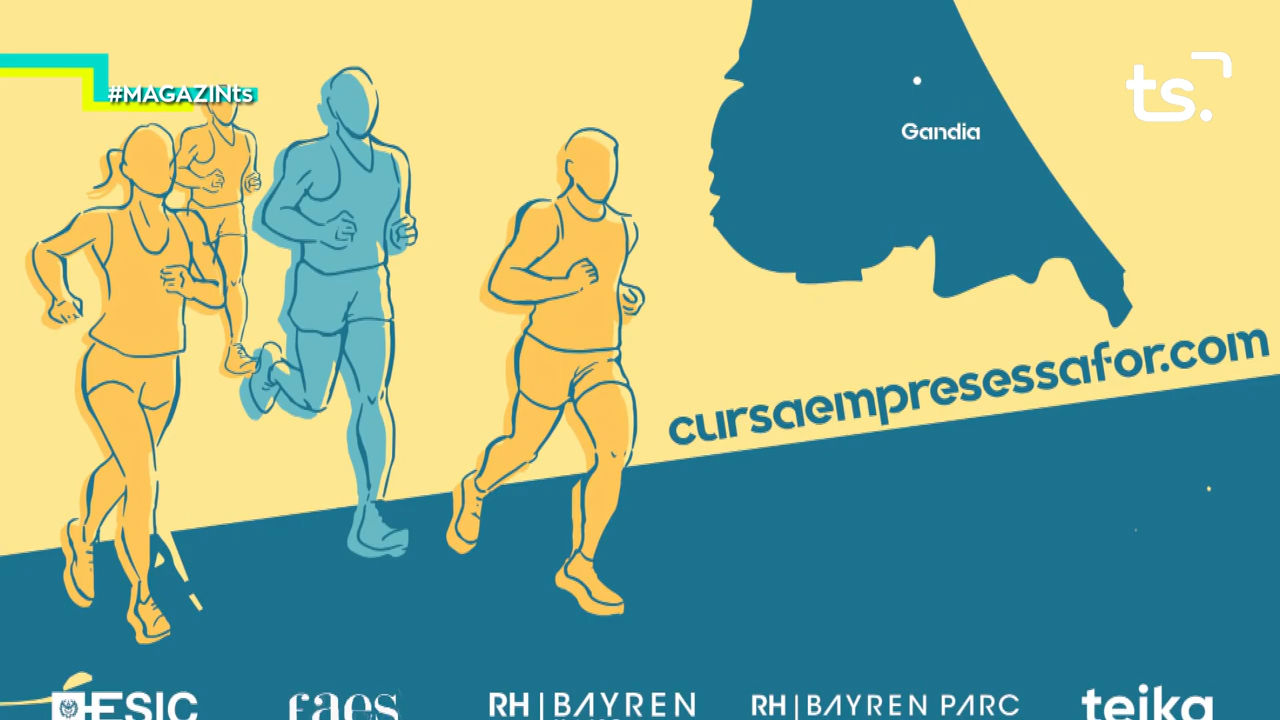 #MAGAZINts
ts.
Gandia
cursaempresessafor.com
ESIC
faes
RH | BAYREN
RH | BAYREN PARC
teika